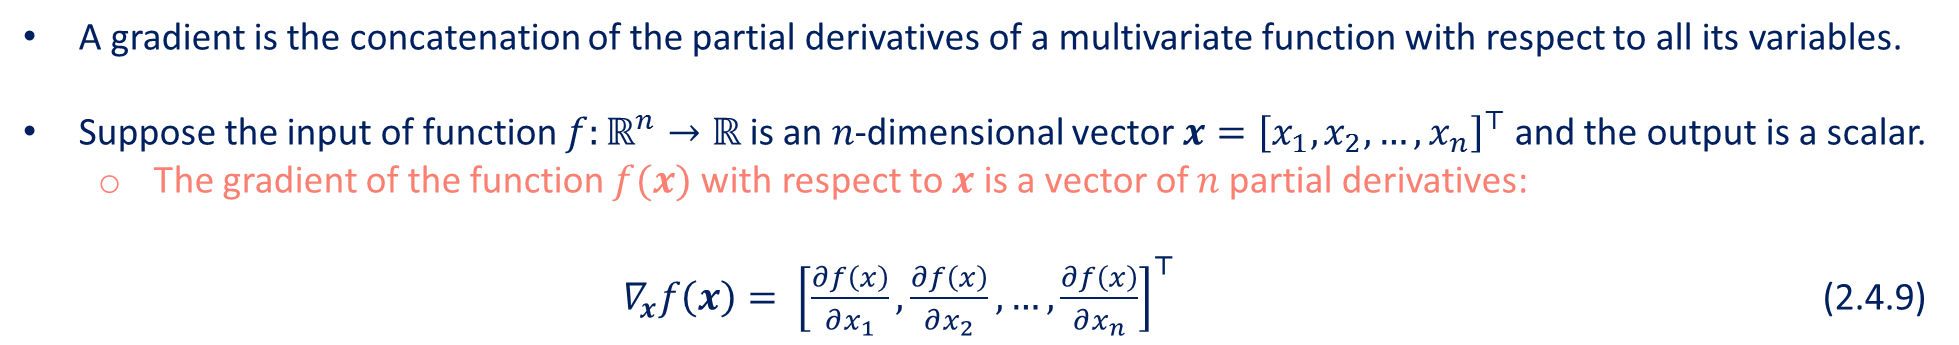 • A gradient is the concatenation of the partial derivatives of a multivariate function with respect to all its variables.
• Suppose the input of function 𝑓: ℝⁿ → ℝ is an 𝑛-dimensional vector 𝒙 = [𝑥₁, 𝑥₂, … , 𝑥ₙ]⊤ and the output is a scalar.
○ The gradient of the function 𝑓(𝒙) with respect to 𝒙 is a vector of 𝑛 partial derivatives:
∇𝒙𝑓(𝒙) = [∂𝑓(𝑥)/∂𝑥₁, ∂𝑓(𝑥)/∂𝑥₂, … , ∂𝑓(𝑥)/∂𝑥ₙ]⊤ (2.4.9)